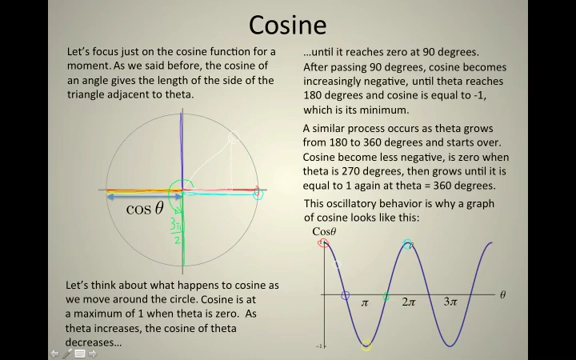 Cosine
Let's focus just on the cosine function for a
moment. As we said before, the cosine of
an angle gives the length of the side of the
triangle adjacent to theta.
cos θ
3π
2
Let's think about what happens to cosine as
we move around the circle. Cosine is at
a maximum of 1 when theta is zero. As
theta increases, the cosine of theta
decreases...
...until it reaches zero at 90 degrees.
After passing 90 degrees, cosine becomes
increasingly negative, until theta reaches
180 degrees and cosine is equal to -1,
which is its minimum.
A similar process occurs as theta grows
from 180 to 360 degrees and starts over.
Cosine become less negative, is zero when
theta is 270 degrees, then grows until it is
equal to 1 again at theta = 360 degrees.
This oscillatory behavior is why a graph
of cosine looks like this:
Cosθ
π 2π 3π θ
-1